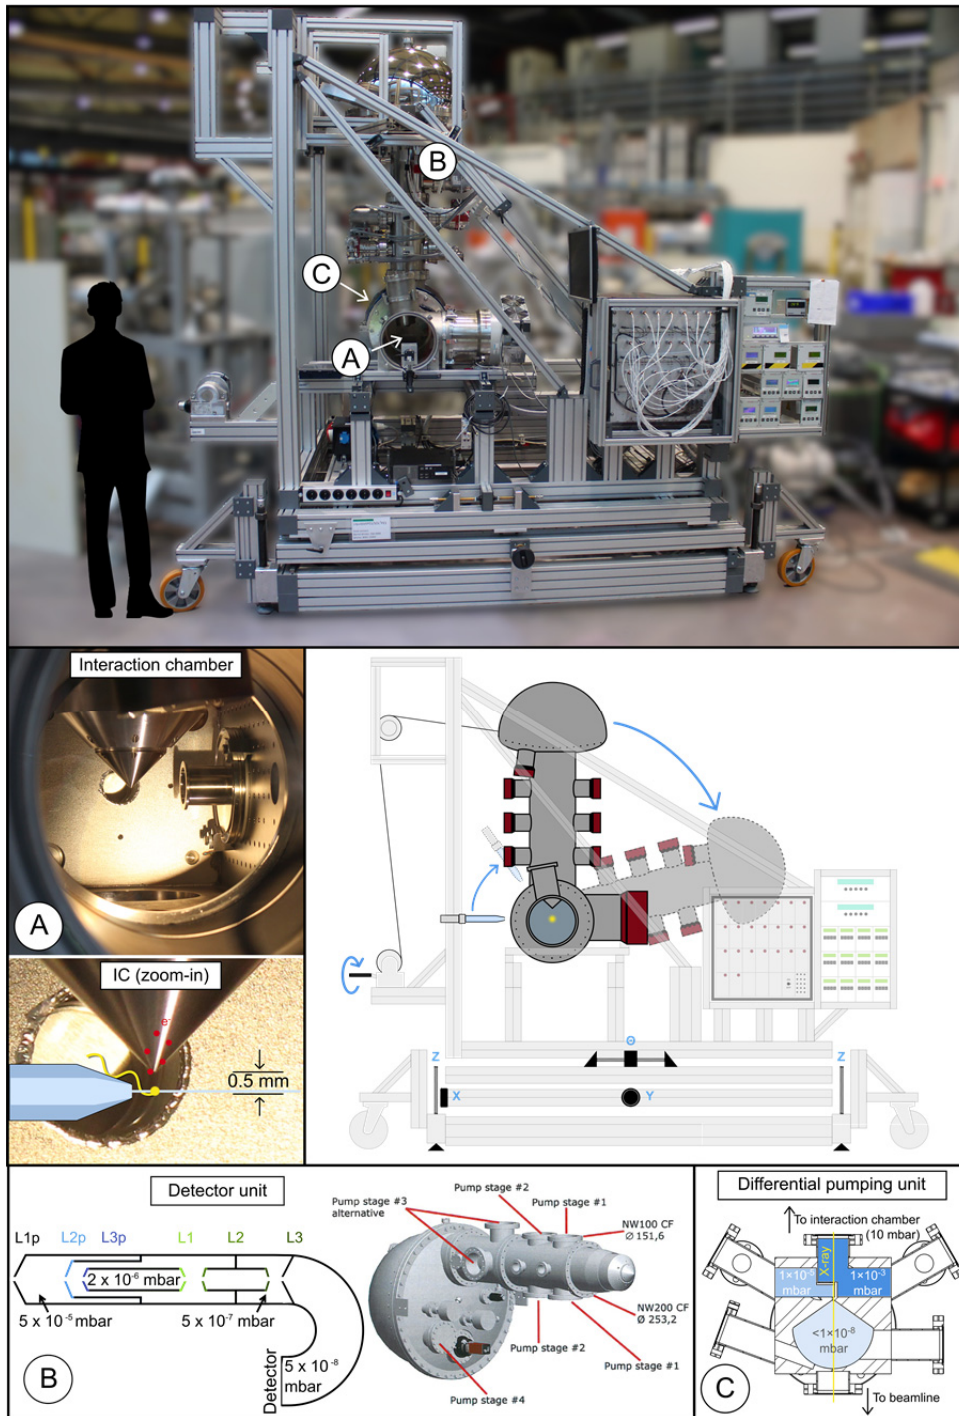 B
C
A
Interaction chamber
A
IC (zoom-in)
e⁻
0.5 mm
Z
Θ
Z
X
Y
Detector unit
L1p
L2p
L3p
L1
L2
L3
2 x 10⁻⁶ mbar
5 x 10⁻⁵ mbar
5 x 10⁻⁷ mbar
Detector
5 x 10⁻⁸
mbar
B
Pump stage #2
Pump stage #3
alternative
Pump stage #1
NW100 CF
Ø 151,6
NW200 CF
Ø 253,2
Pump stage #2
Pump stage #1
Pump stage #4
Differential pumping unit
To interaction chamber
(10 mbar)
X-ray
1×10⁻⁵
mbar
1×10⁻³
mbar
<1×10⁻⁸
mbar
To beamline
C